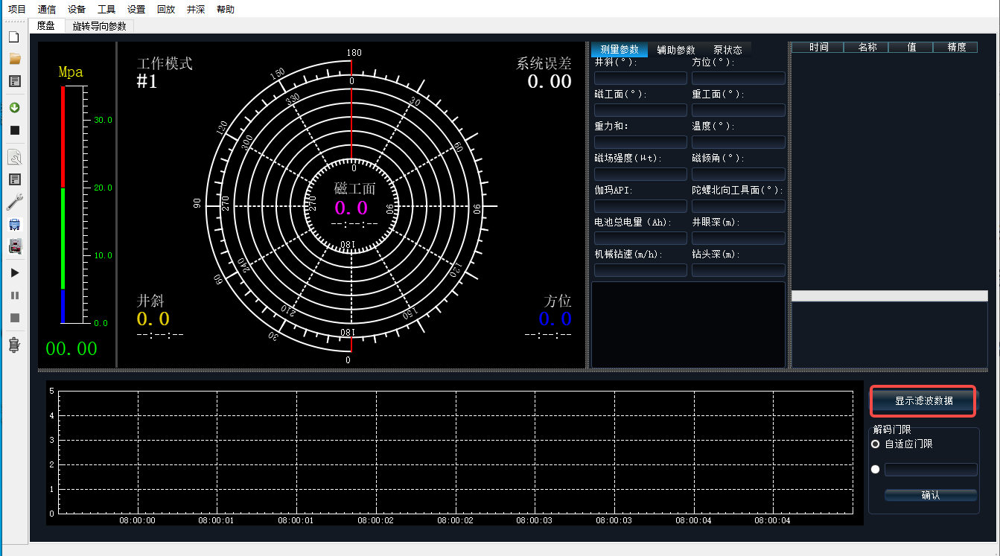 项目 通信 设备 工具 设置 回放 井深 帮助
度盘 旋转导向参数
Mpa
30.0
20.0
10.0
0.0
00.00
工作模式
#1
系统误差
0.00
180
150
120
90
60
30
0
0
30
60
90
120
150
180
210
240
270
300
330
0
90
180
270
磁工面
0.0
--:--:--
井斜
0.0
--:--:--
方位
0.0
--:--:--
测量参数 辅助参数 泵状态
井斜(°): 方位(°):
磁工面(°): 重工面(°):
重力和: 温度(°):
磁场强度(μt): 磁倾角(°):
伽玛API: 陀螺北向工具面(°):
电池总电量(Ah): 井眼深(m):
机械钻速(m/h): 钻头深(m):
时间 名称 值 精度
5
4
3
2
1
0
08:00:00 08:00:01 08:00:01 08:00:02 08:00:02 08:00:03 08:00:03 08:00:04 08:00:04
显示滤波数据
解码门限
自适应门限
确认